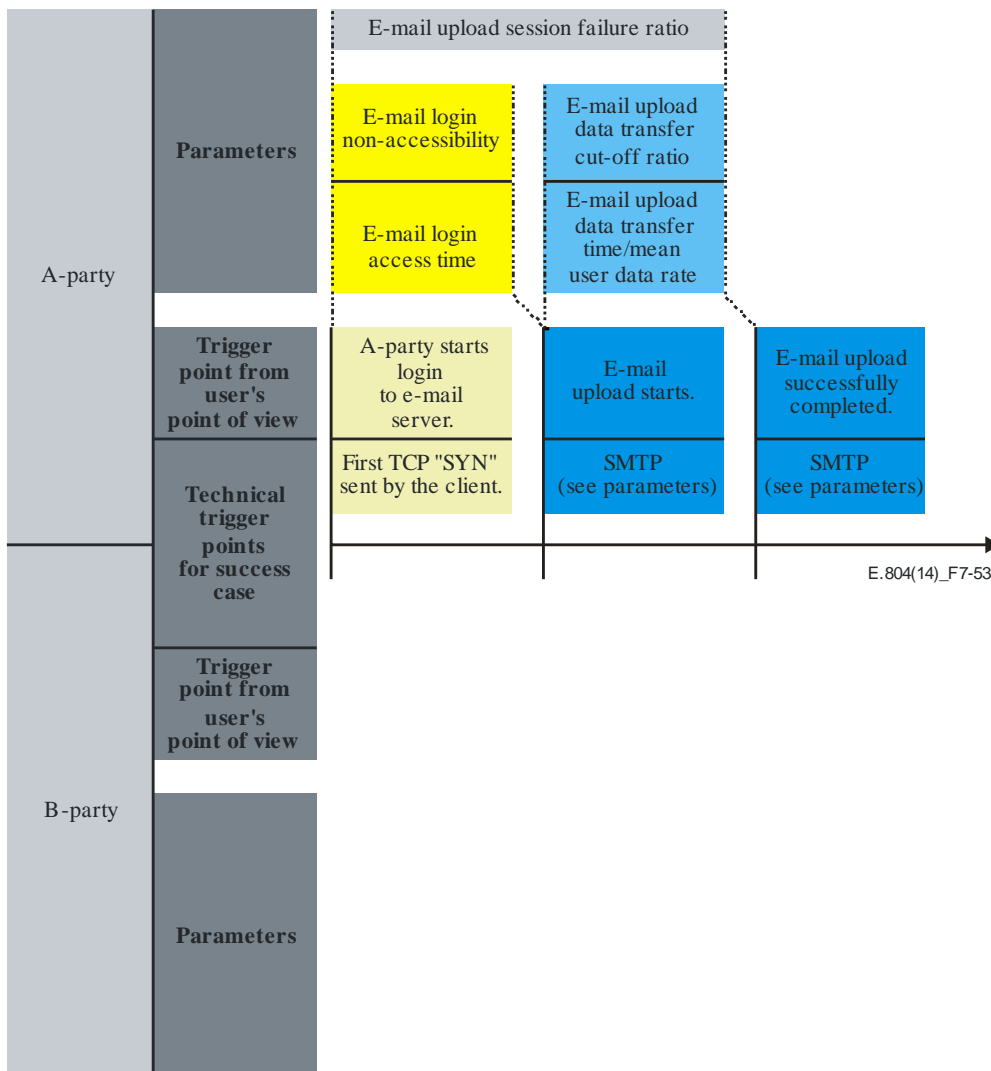 E-mail upload session failure ratio
E-mail login
non-accessibility
E-mail upload
data transfer
cut-off ratio
Parameters
E-mail login
access time
E-mail upload
data transfer
time/mean
user data rate
A-party
Trigger
point from
user's
point of view
A-party starts
login
to e-mail
server.
E-mail
upload starts.
E-mail upload
successfully
completed.
Technical
trigger
points
for success
case
First TCP "SYN"
sent by the client.
SMTP
(see parameters)
SMTP
(see parameters)
E.804(14)_F7-53
Trigger
point from
user's
point of view
B-party
Parameters